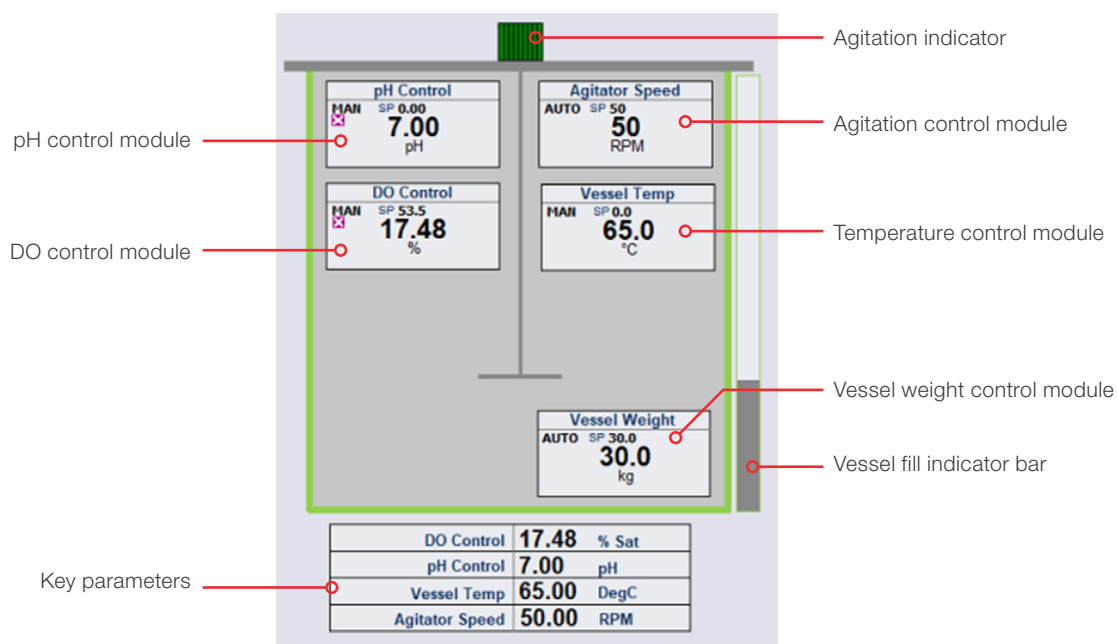 Agitation indicator
pH Control
MAN SP 0.00
7.00
pH
Agitator Speed
AUTO SP 50
50
RPM
pH control module
Agitation control module
DO Control
MAN SP 53.5
17.48
%
Vessel Temp
MAN SP 0.0
65.0
°C
DO control module
Temperature control module
Vessel weight control module
Vessel Weight
AUTO SP 30.0
30.0
kg
Vessel fill indicator bar
Key parameters
DO Control 17.48 % Sat
pH Control 7.00 pH
Vessel Temp 65.00 DegC
Agitator Speed 50.00 RPM